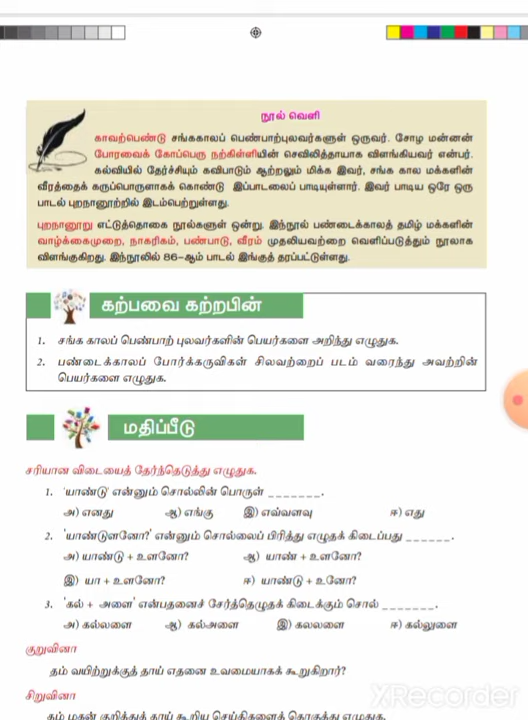 நூல் வெளி
காவற்பெண்டு சங்ககாலப் பெண்பாற்புலவர்களுள் ஒருவர். சோழ மன்னன்
போரவைக் கோப்பெரு நற்கிள்ளியின் செவிலித்தாயாக விளங்கியவர் என்பர்.
கல்வியில் தேர்ச்சியும் கவிபாடும் ஆற்றலும் மிக்க இவர், சங்க கால மக்களின்
வீரத்தைக் கருப்பொருளாகக் கொண்டு இப்பாடலைப் பாடியுள்ளார். இவர் பாடிய ஒரே ஒரு
பாடல் புறநானூற்றில் இடம்பெற்றுள்ளது.
புறநானூறு எட்டுத்தொகை நூல்களுள் ஒன்று. இந்நூல் பண்டைக்காலத் தமிழ் மக்களின்
வாழ்க்கைமுறை, நாகரிகம், பண்பாடு, வீரம் முதலியவற்றை வெளிப்படுத்தும் நூலாக
விளங்குகிறது. இந்நூலில் 86-ஆம் பாடல் இங்குத் தரப்பட்டுள்ளது.
கற்பவை கற்றபின்
1. சங்க காலப் பெண்பாற் புலவர்களின் பெயர்களை அறிந்து எழுதுக.
2. பண்டைக்காலப் போர்க்கருவிகள் சிலவற்றைப் படம் வரைந்து அவற்றின்
பெயர்களை எழுதுக.
மதிப்பீடு
சரியான விடையைத் தேர்ந்தெடுத்து எழுதுக.
1. 'யாண்டு' என்னும் சொல்லின் பொருள் _______.
அ) எனது ஆ) எங்கு இ) எவ்வளவு ஈ) எது
2. 'யாண்டுளனோ?' என்னும் சொல்லைப் பிரித்து எழுதக் கிடைப்பது ______.
அ) யாண்டு + உளனோ? ஆ) யாண் + உளனோ?
இ) யா + உளனோ? ஈ) யாண்டு + உனோ?
3. 'கல் + அளை' என்பதனைச் சேர்த்தெழுதக் கிடைக்கும் சொல் _______.
அ) கல்லளை ஆ) கல்அளை இ) கலலளை ஈ) கல்லுளை
குறுவினா
தம் வயிற்றுக்குத் தாய் எதனை உவமையாகக் கூறுகிறார்?
சிறுவினா
தம் மகன் குறித்துத் தாய் கூறிய செய்திகளைத் தொகுத்து எழுதுக.
XRecorder